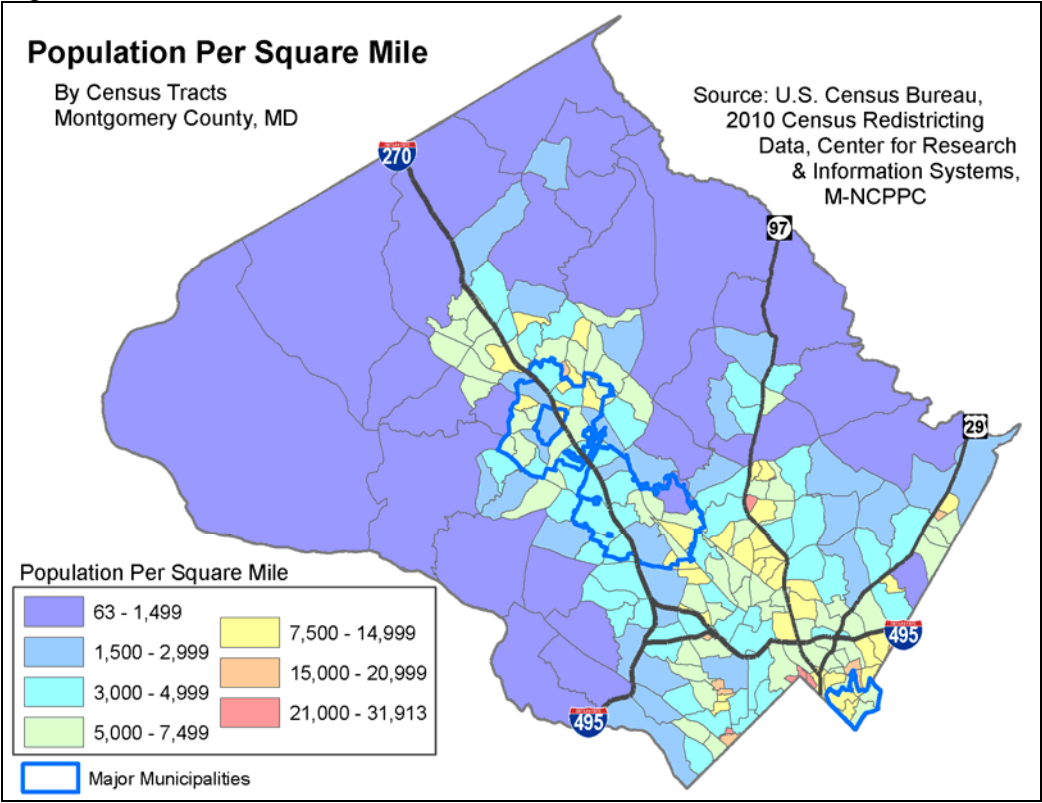 Population Per Square Mile
By Census Tracts
Montgomery County, MD
Source: U.S. Census Bureau,
2010 Census Redistricting
Data, Center for Research
& Information Systems,
M-NCPPC
270
97
29
495
495
Population Per Square Mile
63 - 1,499
1,500 - 2,999
3,000 - 4,999
5,000 - 7,499
7,500 - 14,999
15,000 - 20,999
21,000 - 31,913
Major Municipalities